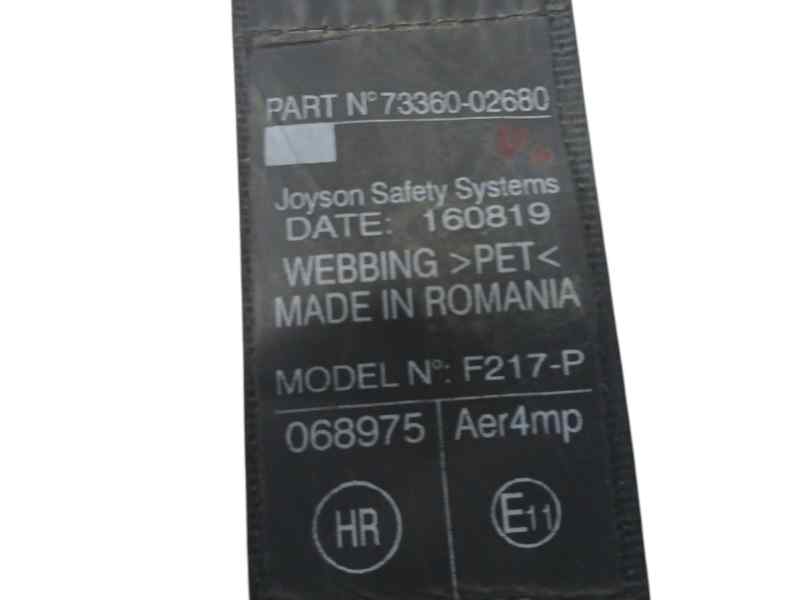 PART N° 73360-02680
Joyson Safety Systems
DATE: 160819
WEBBING >PET<
MADE IN ROMANIA
MODEL N°: F217-P
068975 Aer4mp
HR E11